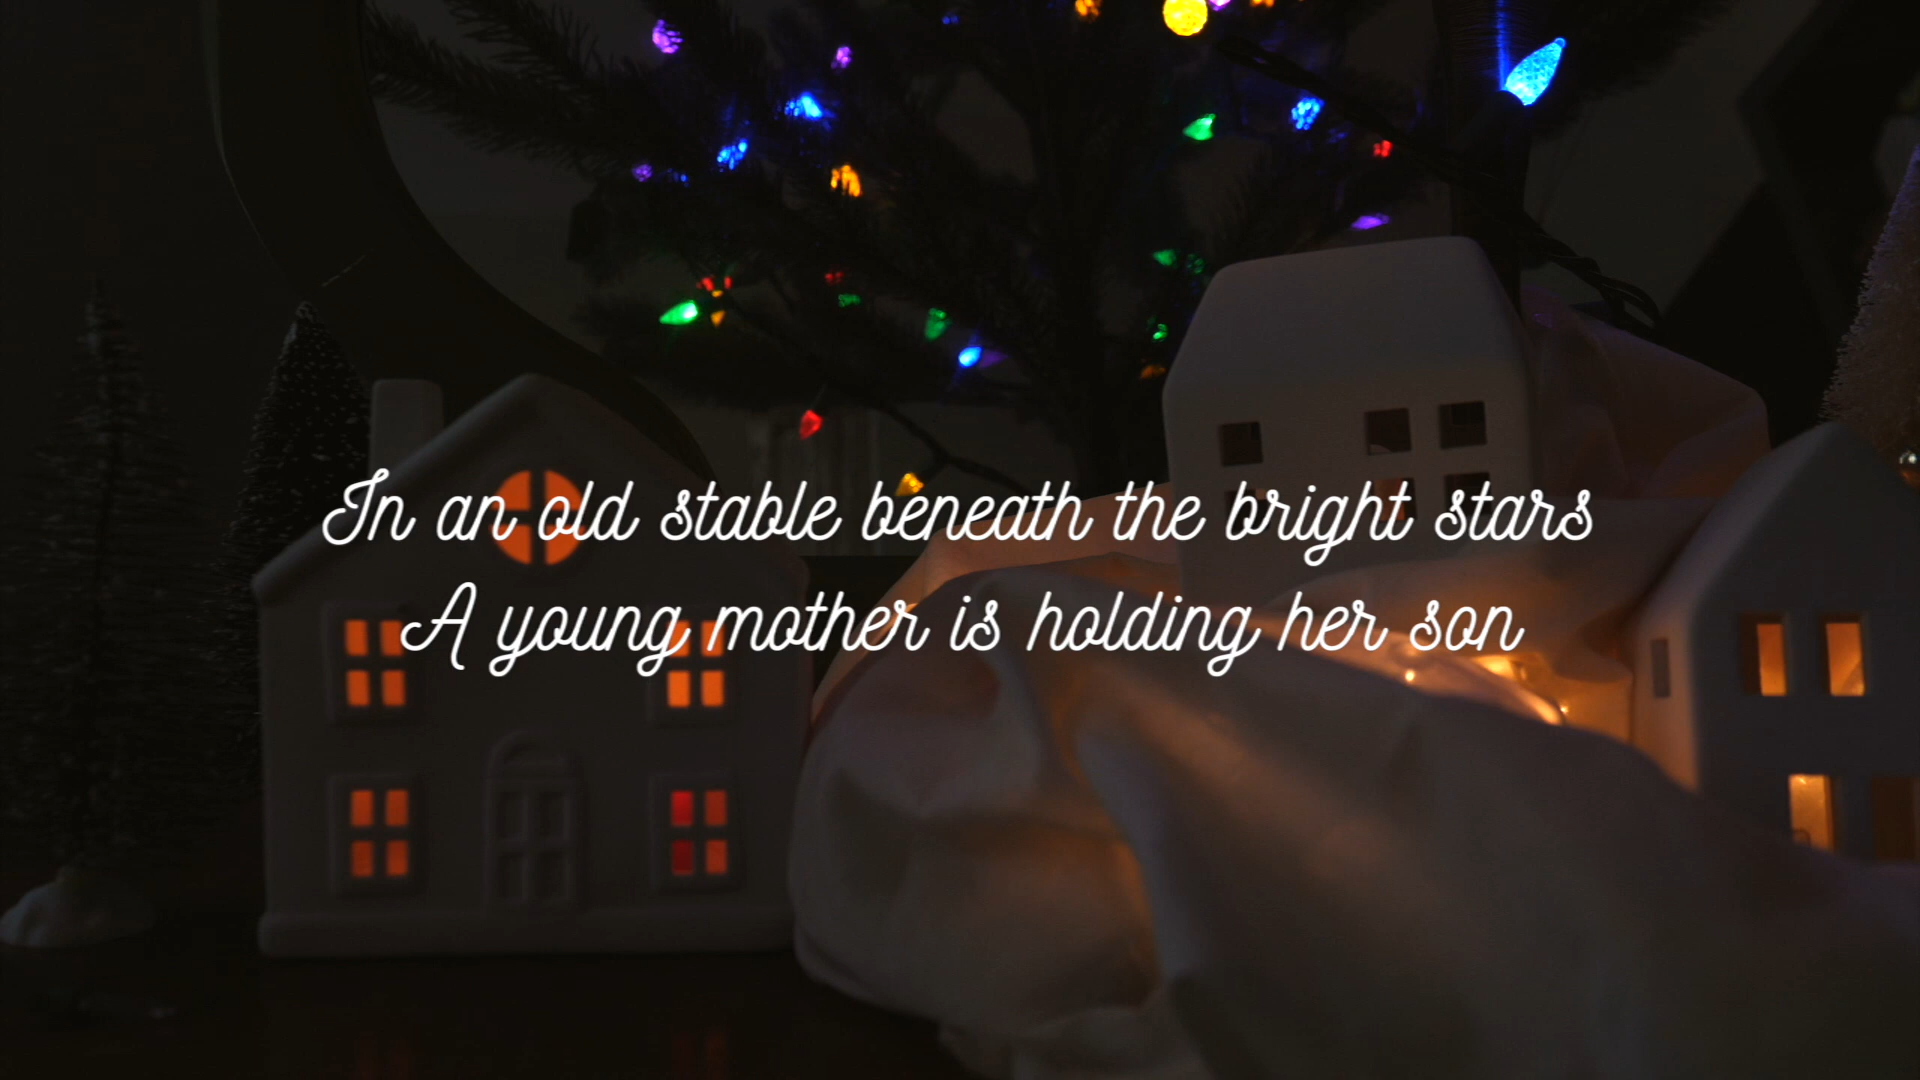 In an old stable beneath the bright stars
A young mother is holding her son